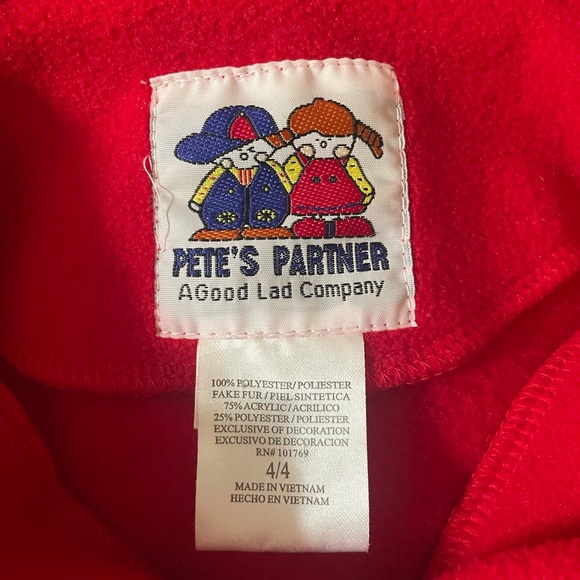 PETE'S PARTNER
AGood Lad Company
100% POLYESTER/POLIESTER
FAKE FUR/PIEL SINTETICA
75% ACRYLIC/ACRILICO
25% POLYESTER/POLIESTER
EXCLUSIVE OF DECORATION
EXCUSIVO DE DECORACION
RN# 101769
4/4
MADE IN VIETNAM
HECHO EN VIETNAM